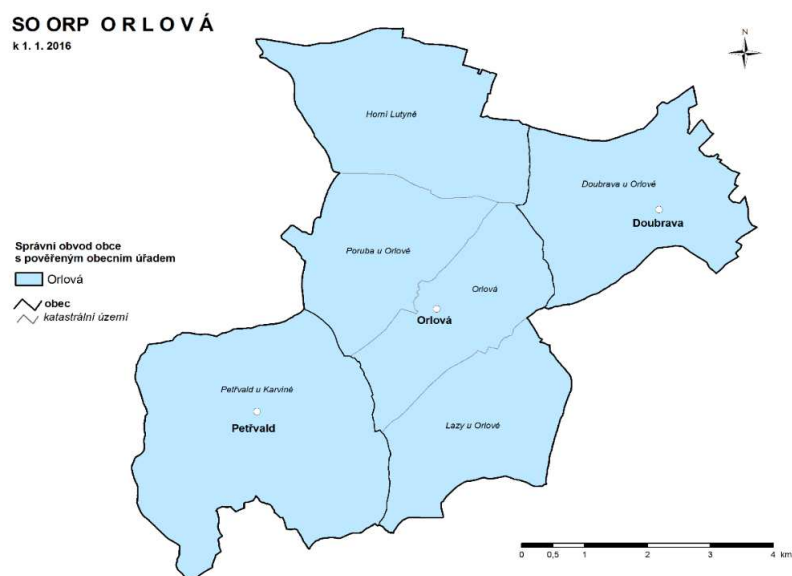 SO ORP O R L O V Á
k 1. 1. 2016
N
Horní Lutyně
Doubrava u Orlové
Doubrava
Poruba u Orlové
Správní obvod obce
s pověřeným obecním úřadem
Orlová
obec
katastrální území
Orlová
Orlová
Petřvald u Karviné
Petřvald
Lazy u Orlové
0 0,5 1 2 3 4 km